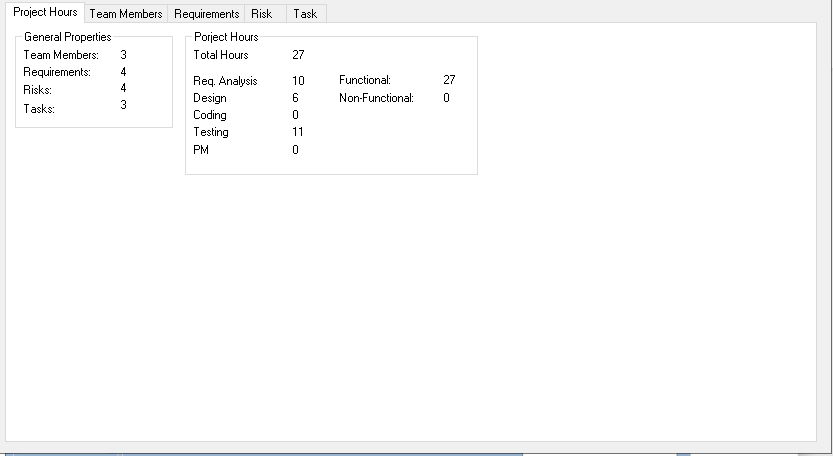 Project Hours Team Members Requirements Risk Task
General Properties
Team Members: 3
Requirements: 4
Risks: 4
Tasks: 3
Porject Hours
Total Hours 27
Req. Analysis 10 Functional: 27
Design 6 Non-Functional: 0
Coding 0
Testing 11
PM 0